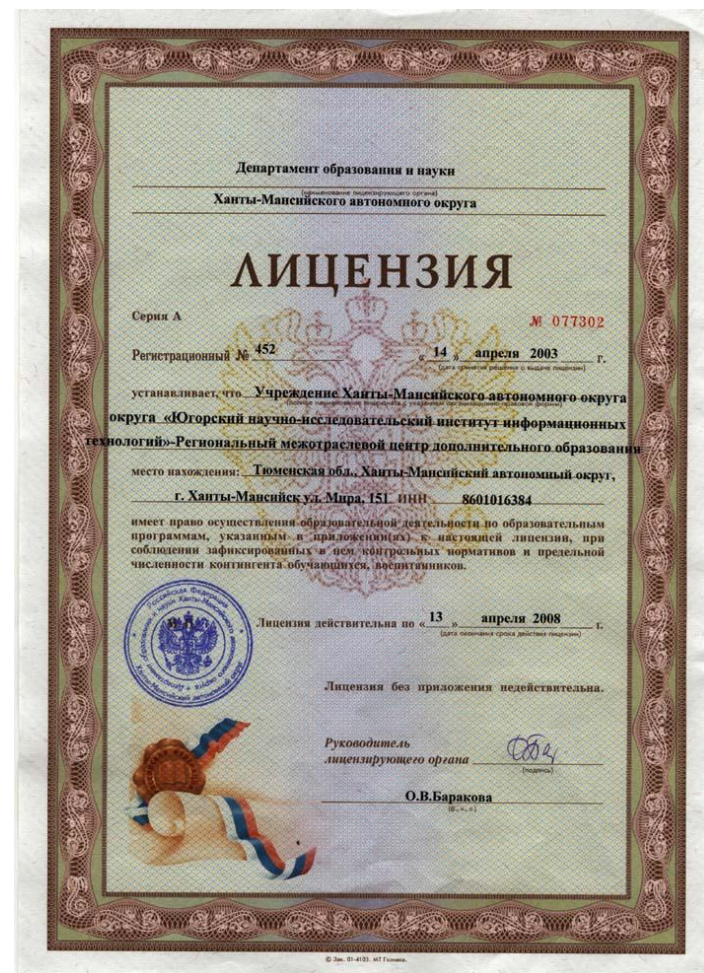 Департамент образования и науки
(наименование лицензирующего органа)
Ханты-Мансийского автономного округа
ЛИЦЕНЗИЯ
Серия А
№ 077302
Регистрационный № 452 « 14 » апреля 2003 г.
(дата принятия решения о выдаче лицензии)
устанавливает, что Учреждение Ханты-Мансийского автономного округа
округа «Югорский научно-исследовательский институт информационных
технологий»-Региональный межотраслевой центр дополнительного образования
место нахождения: Тюменская обл., Ханты-Мансийский автономный округ,
г. Ханты-Мансийск ул. Мира, 151 ИНН 8601016384
имеет право осуществления образовательной деятельности по образовательным
программам, указанным в приложении(ях) к настоящей лицензии, при
соблюдении зафиксированных в нем контрольных нормативов и предельной
численности контингента обучающихся, воспитанников.
Российская Федерация
Лицензия действительна по « 13 » апреля 2008 г.
(дата окончания срока действия лицензии)
Лицензия без приложения недействительна.
Руководитель
лицензирующего органа
(подпись)
О.В.Баракова
(ф.,и.,о.)